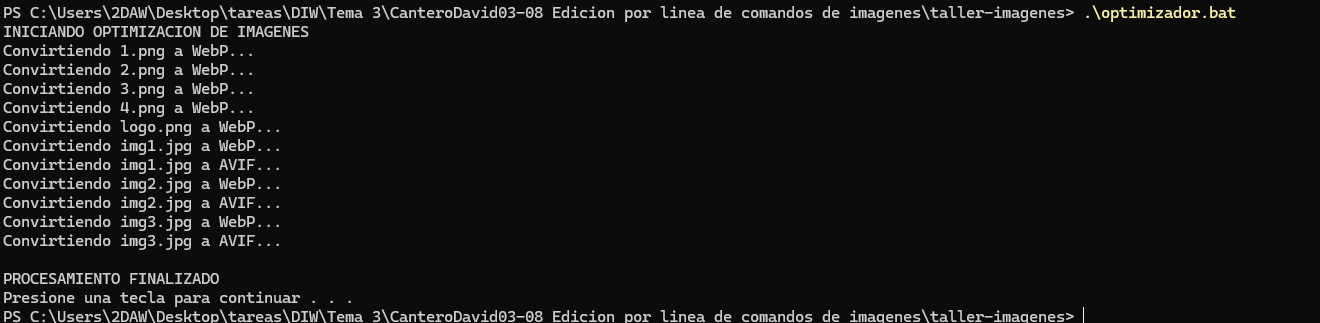 PS C:\Users\2DAW\Desktop\tareas\DIW\Tema 3\CanteroDavid03-08 Edicion por linea de comandos de imagenes\taller-imagenes> .\optimizador.bat
INICIANDO OPTIMIZACION DE IMAGENES
Convirtiendo 1.png a WebP...
Convirtiendo 2.png a WebP...
Convirtiendo 3.png a WebP...
Convirtiendo 4.png a WebP...
Convirtiendo logo.png a WebP...
Convirtiendo img1.jpg a WebP...
Convirtiendo img1.jpg a AVIF...
Convirtiendo img2.jpg a WebP...
Convirtiendo img2.jpg a AVIF...
Convirtiendo img3.jpg a WebP...
Convirtiendo img3.jpg a AVIF...
PROCESAMIENTO FINALIZADO
Presione una tecla para continuar . . .
PS C:\Users\2DAW\Desktop\tareas\DIW\Tema 3\CanteroDavid03-08 Edicion por linea de comandos de imagenes\taller-imagenes>